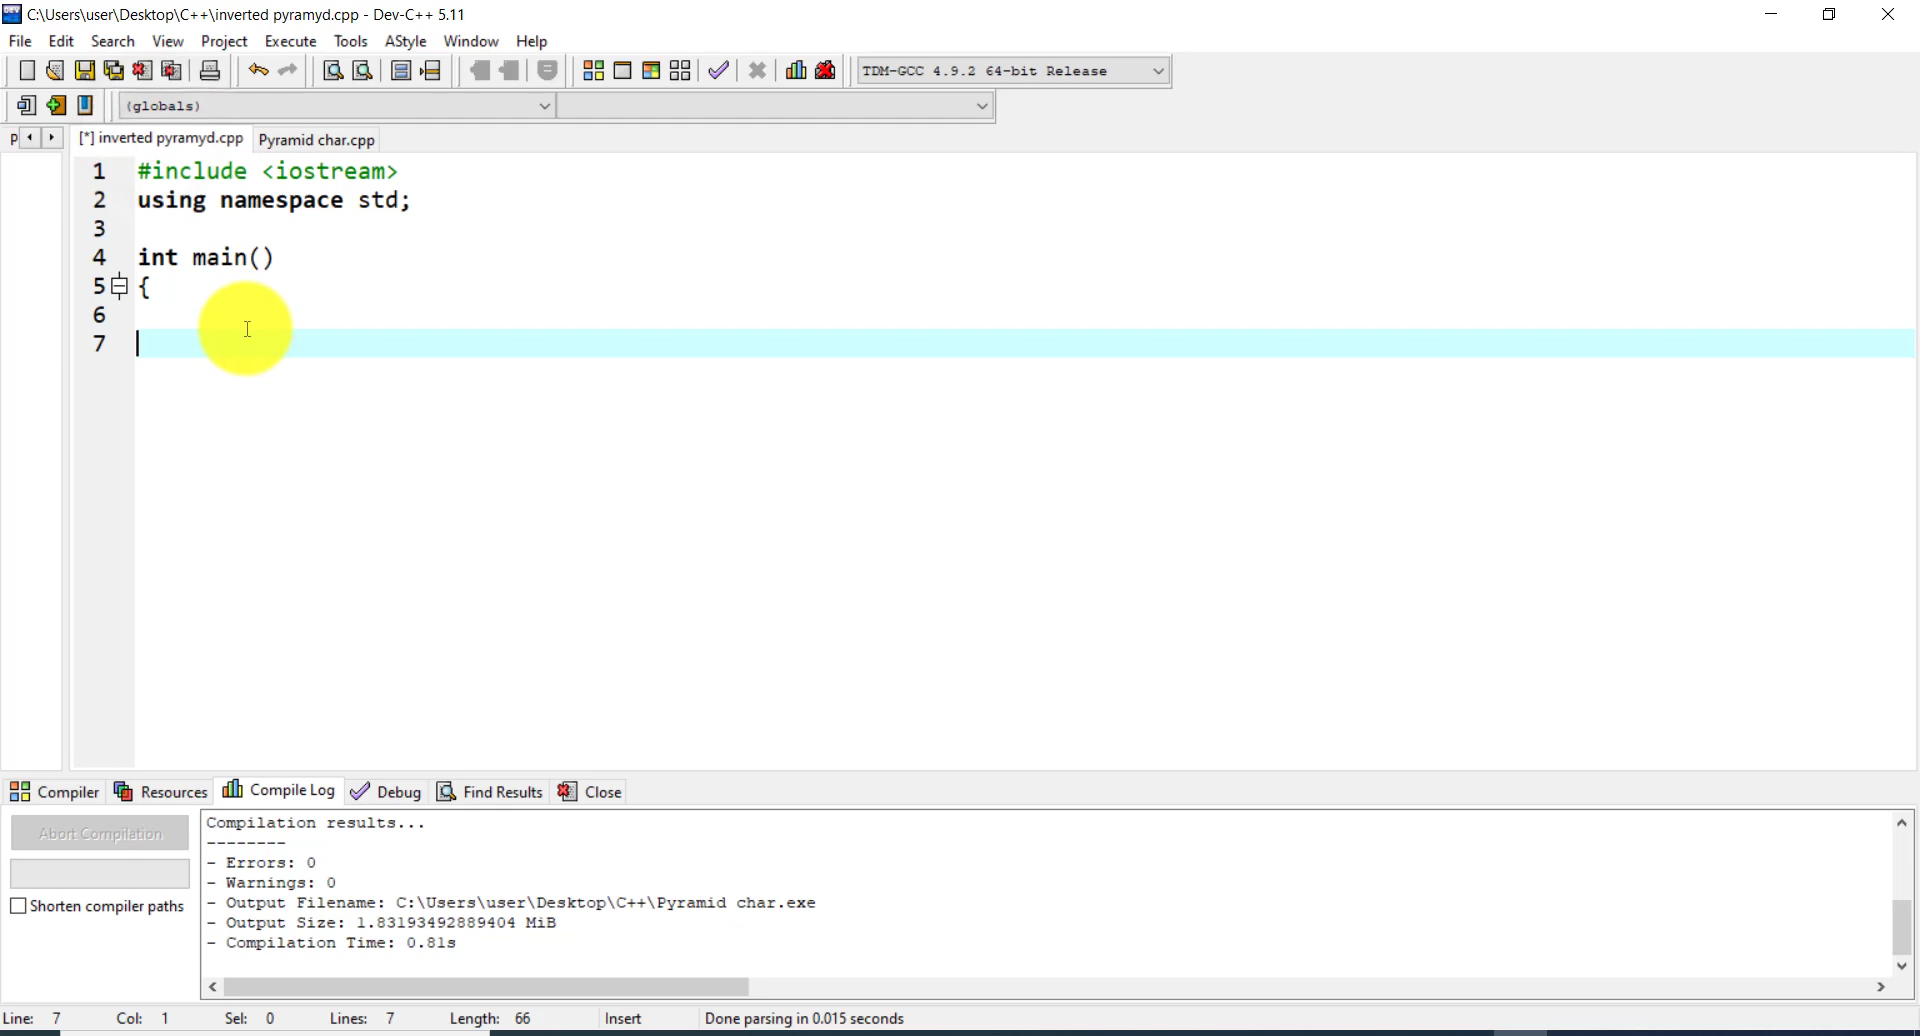 C:\Users\user\Desktop\C++\inverted pyramyd.cpp - Dev-C++ 5.11
File Edit Search View Project Execute Tools AStyle Window Help
TDM-GCC 4.9.2 64-bit Release
(globals)
P [*] inverted pyramyd.cpp Pyramid char.cpp
1 #include <iostream>
2 using namespace std;
3
4 int main()
5 {
6
7
Compiler Resources Compile Log Debug Find Results Close
Abort Compilation
Shorten compiler paths
Compilation results...
--------
- Errors: 0
- Warnings: 0
- Output Filename: C:\Users\user\Desktop\C++\Pyramid char.exe
- Output Size: 1.83193492889404 MiB
- Compilation Time: 0.81s
Line: 7 Col: 1 Sel: 0 Lines: 7 Length: 66 Insert Done parsing in 0.015 seconds